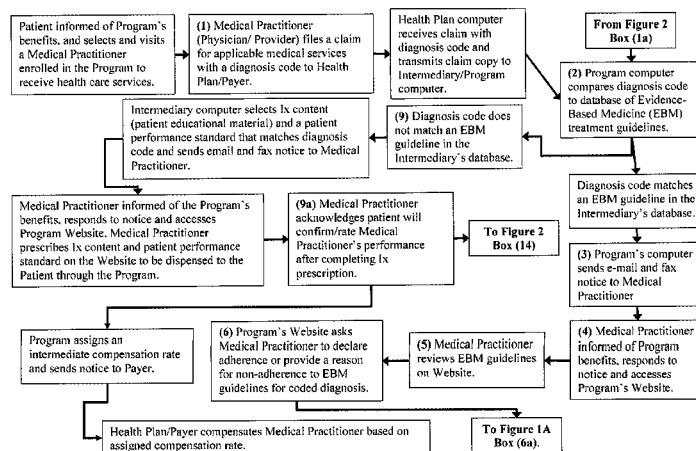 Patient informed of Program's
benefits, and selects and visits
a Medical Practitioner
enrolled in the Program to
receive health care services.
(1) Medical Practitioner
(Physician/ Provider) files a claim
for applicable medical services
with a diagnosis code to Health
Plan/Payer.
Health Plan computer
receives claim with
diagnosis code and
transmits claim copy to
Intermediary/Program
computer.
From Figure 2
Box (1a)
(2) Program computer
compares diagnosis code
to database of Evidence-
Based Medicine (EBM)
treatment guidelines.
(9) Diagnosis code does
not match an EBM
guideline in the
Intermediary's database.
Intermediary computer selects Ix content
(patient educational material) and a patient
performance standard that matches diagnosis
code and sends email and fax notice to Medical
Practitioner.
Medical Practitioner informed of the Program's
benefits, responds to notice and accesses
Program Website. Medical Practitioner
prescribes Ix content and patient performance
standard on the Website to be dispensed to the
Patient through the Program.
(9a) Medical Practitioner
acknowledges patient will
confirm/rate Medical
Practitioner's performance
after completing Ix
prescription.
To Figure 2
Box (14)
Diagnosis code matches
an EBM guideline in the
Intermediary's database.
(3) Program's computer
sends e-mail and fax
notice to Medical
Practitioner
(4) Medical Practitioner
informed of Program
benefits, responds to
notice and accesses
Program's Website.
(5) Medical Practitioner
reviews EBM guidelines
on Website.
(6) Program's Website asks
Medical Practitioner to declare
adherence or provide a reason
for non-adherence to EBM
guidelines for coded diagnosis.
To Figure 1A
Box (6a).
Program assigns an
intermediate compensation rate
and sends notice to Payer.
Health Plan/Payer compensates Medical Practitioner based on
assigned compensation rate.